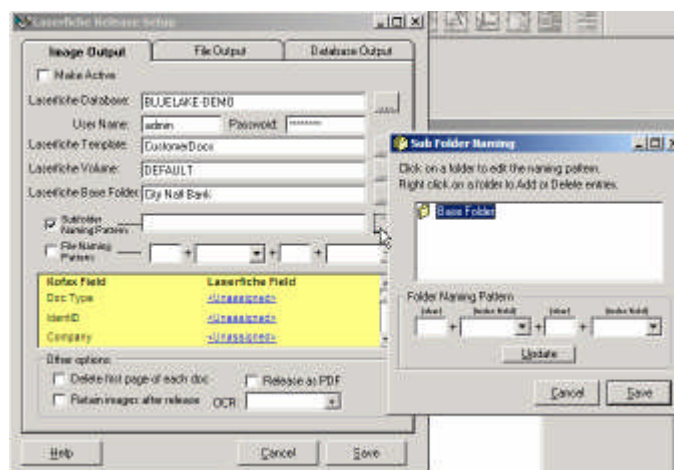 Laserfiche Release Setup
Image Output
File Output
Database Output
Make Active
Laserfiche Database: BLUELAKE-DEMO
User Name: admin Password: ********
Laserfiche Template: CustomerDocs
Laserfiche Volume: DEFAULT
Laserfiche Base Folder: City Natl Bank
Subfolder Naming Pattern
File Naming Pattern + + +
Kofax Field Laserfiche Field
Doc Type <Unassigned>
IdentID <Unassigned>
Company <Unassigned>
Other options
Delete first page of each doc Release as PDF
Retain images after release OCR:
Help Cancel Save
Sub Folder Naming
Click on a folder to edit the naming pattern.
Right click on a folder to Add or Delete entries.
Base Folder
Folder Naming Pattern
(char) (index field) (char) (index field)
+ + +
Update
Cancel Save